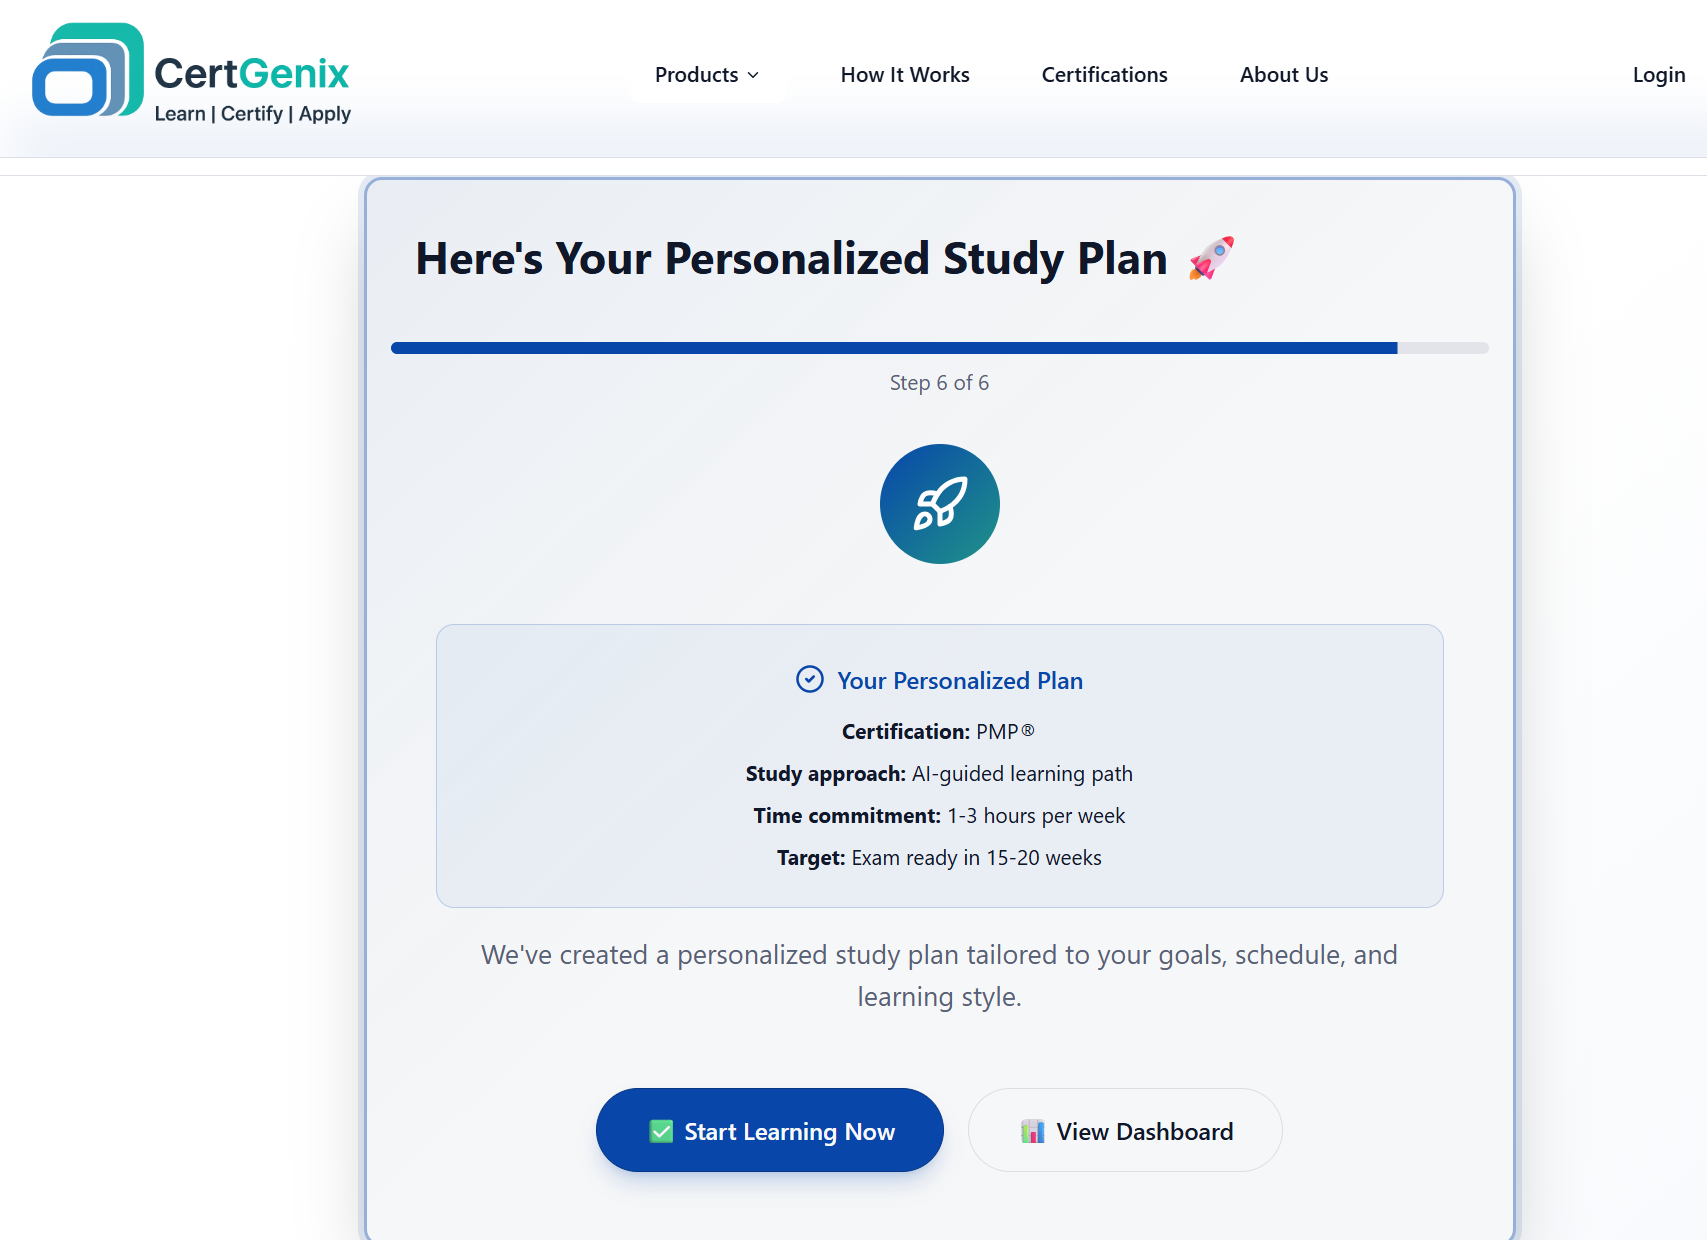 CertGenix
Learn | Certify | Apply
Products
How It Works
Certifications
About Us
Login
Here's Your Personalized Study Plan 🚀
Step 6 of 6
Your Personalized Plan
Certification: PMP®
Study approach: AI-guided learning path
Time commitment: 1-3 hours per week
Target: Exam ready in 15-20 weeks
We've created a personalized study plan tailored to your goals, schedule, and
learning style.
✅ Start Learning Now
📊 View Dashboard